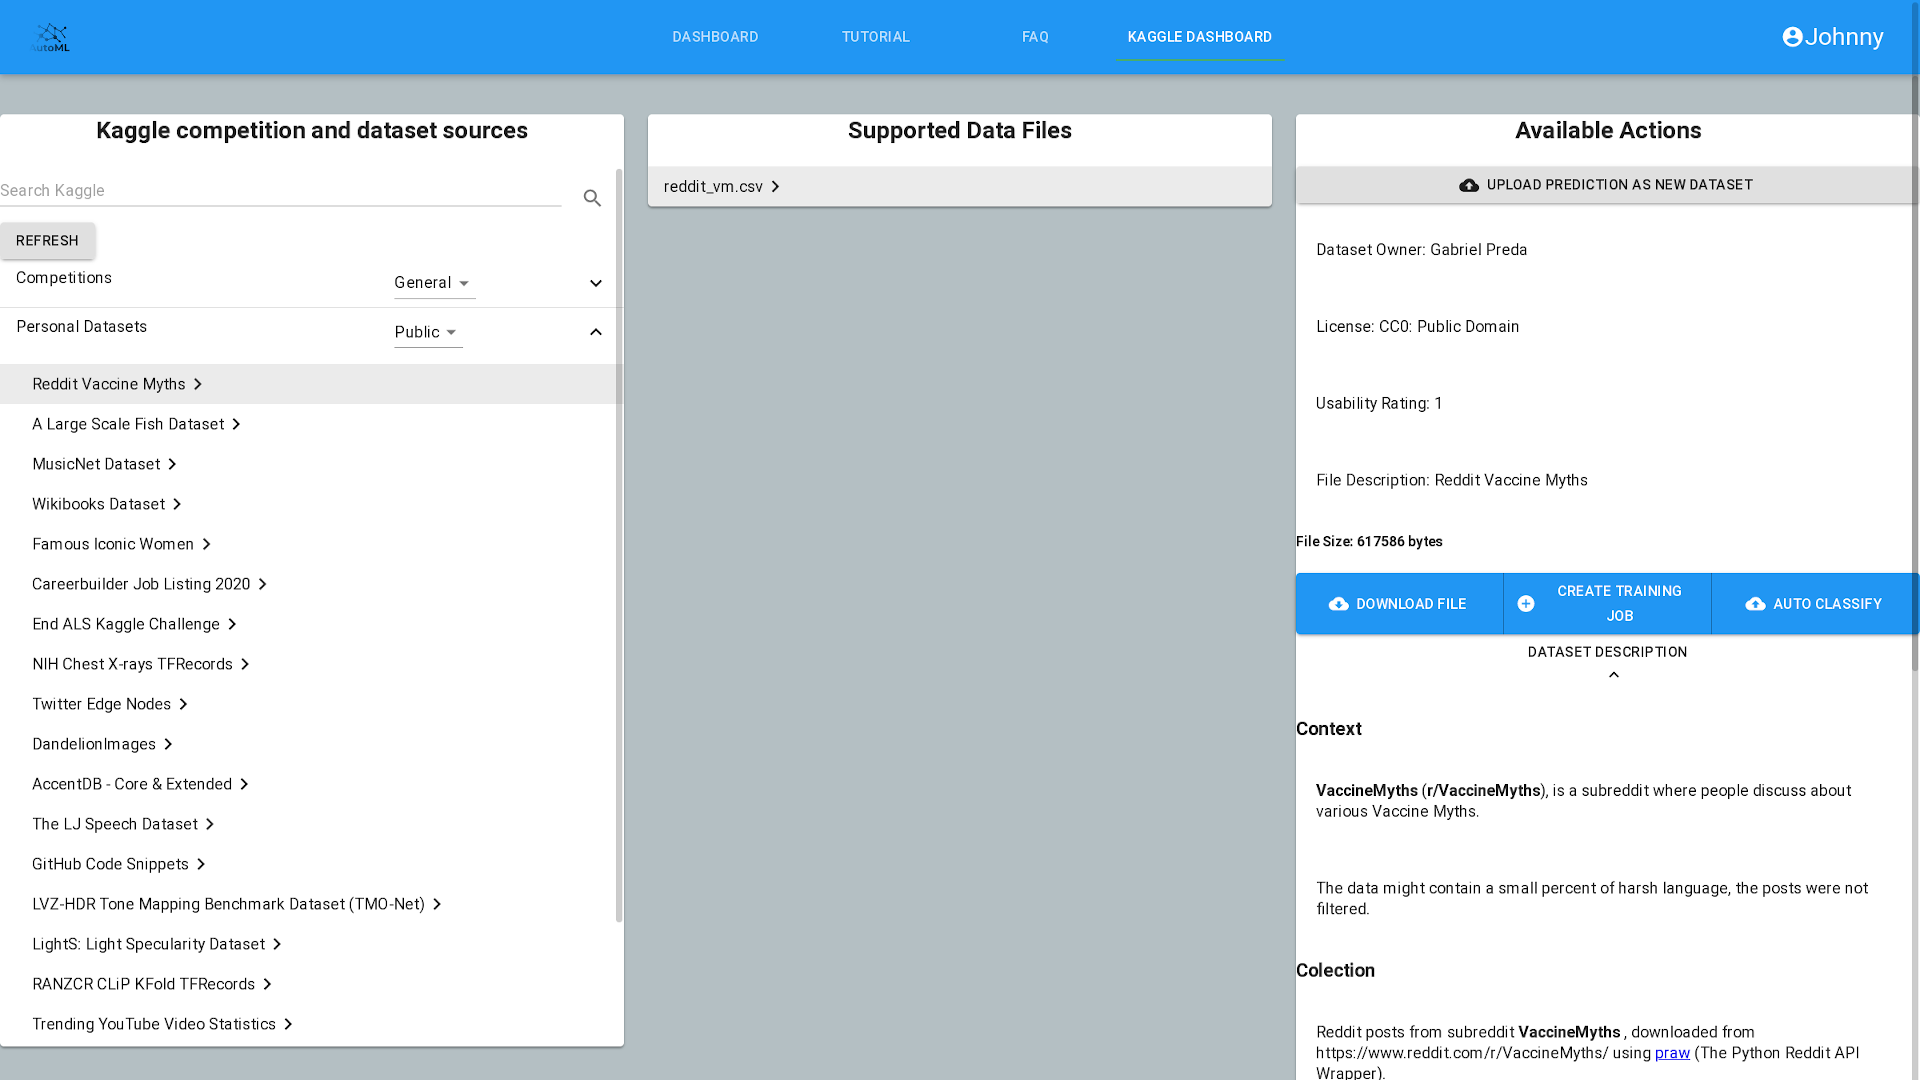 AutoML
DASHBOARD
TUTORIAL
FAQ
KAGGLE DASHBOARD
Johnny
Kaggle competition and dataset sources
Search Kaggle
REFRESH
Competitions
General
Personal Datasets
Public
Reddit Vaccine Myths
A Large Scale Fish Dataset
MusicNet Dataset
Wikibooks Dataset
Famous Iconic Women
Careerbuilder Job Listing 2020
End ALS Kaggle Challenge
NIH Chest X-rays TFRecords
Twitter Edge Nodes
DandelionImages
AccentDB - Core & Extended
The LJ Speech Dataset
GitHub Code Snippets
LVZ-HDR Tone Mapping Benchmark Dataset (TMO-Net)
LightS: Light Specularity Dataset
RANZCR CLiP KFold TFRecords
Trending YouTube Video Statistics
Supported Data Files
reddit_vm.csv
Available Actions
UPLOAD PREDICTION AS NEW DATASET
Dataset Owner: Gabriel Preda
License: CC0: Public Domain
Usability Rating: 1
File Description: Reddit Vaccine Myths
File Size: 617586 bytes
DOWNLOAD FILE
CREATE TRAINING
JOB
AUTO CLASSIFY
DATASET DESCRIPTION
Context
VaccineMyths (r/VaccineMyths), is a subreddit where people discuss about
various Vaccine Myths.
The data might contain a small percent of harsh language, the posts were not
filtered.
Colection
Reddit posts from subreddit VaccineMyths , downloaded from
https://www.reddit.com/r/VaccineMyths/ using praw (The Python Reddit API
Wrapper).